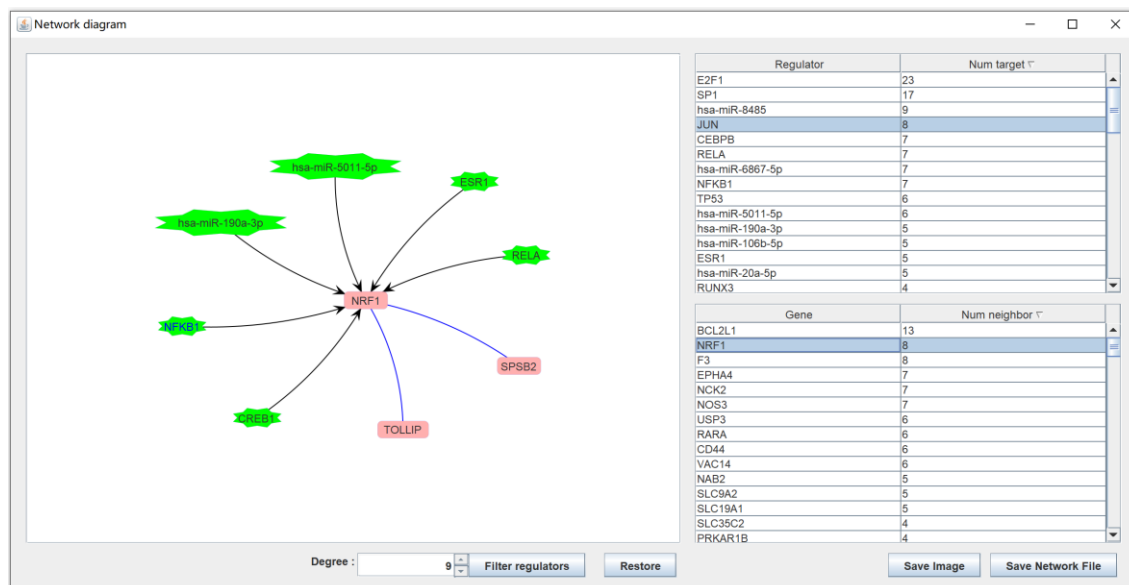 Network diagram
hsa-miR-5011-5p
ESR1
hsa-miR-190a-3p
RELA
NRF1
NFKB1
SPSB2
CREB1
TOLLIP
Regulator Num target
E2F1 23
SP1 17
hsa-miR-8485 9
JUN 8
CEBPB 7
RELA 7
hsa-miR-6867-5p 7
NFKB1 7
TP53 6
hsa-miR-5011-5p 6
hsa-miR-190a-3p 5
hsa-miR-106b-5p 5
ESR1 5
hsa-miR-20a-5p 5
RUNX3 4
Gene Num neighbor
BCL2L1 13
NRF1 8
F3 8
EPHA4 7
NCK2 7
NOS3 7
USP3 6
RARA 6
CD44 6
VAC14 6
NAB2 5
SLC9A2 5
SLC19A1 5
SLC35C2 4
PRKAR1B 4
Degree : 9 Filter regulators Restore Save Image Save Network File